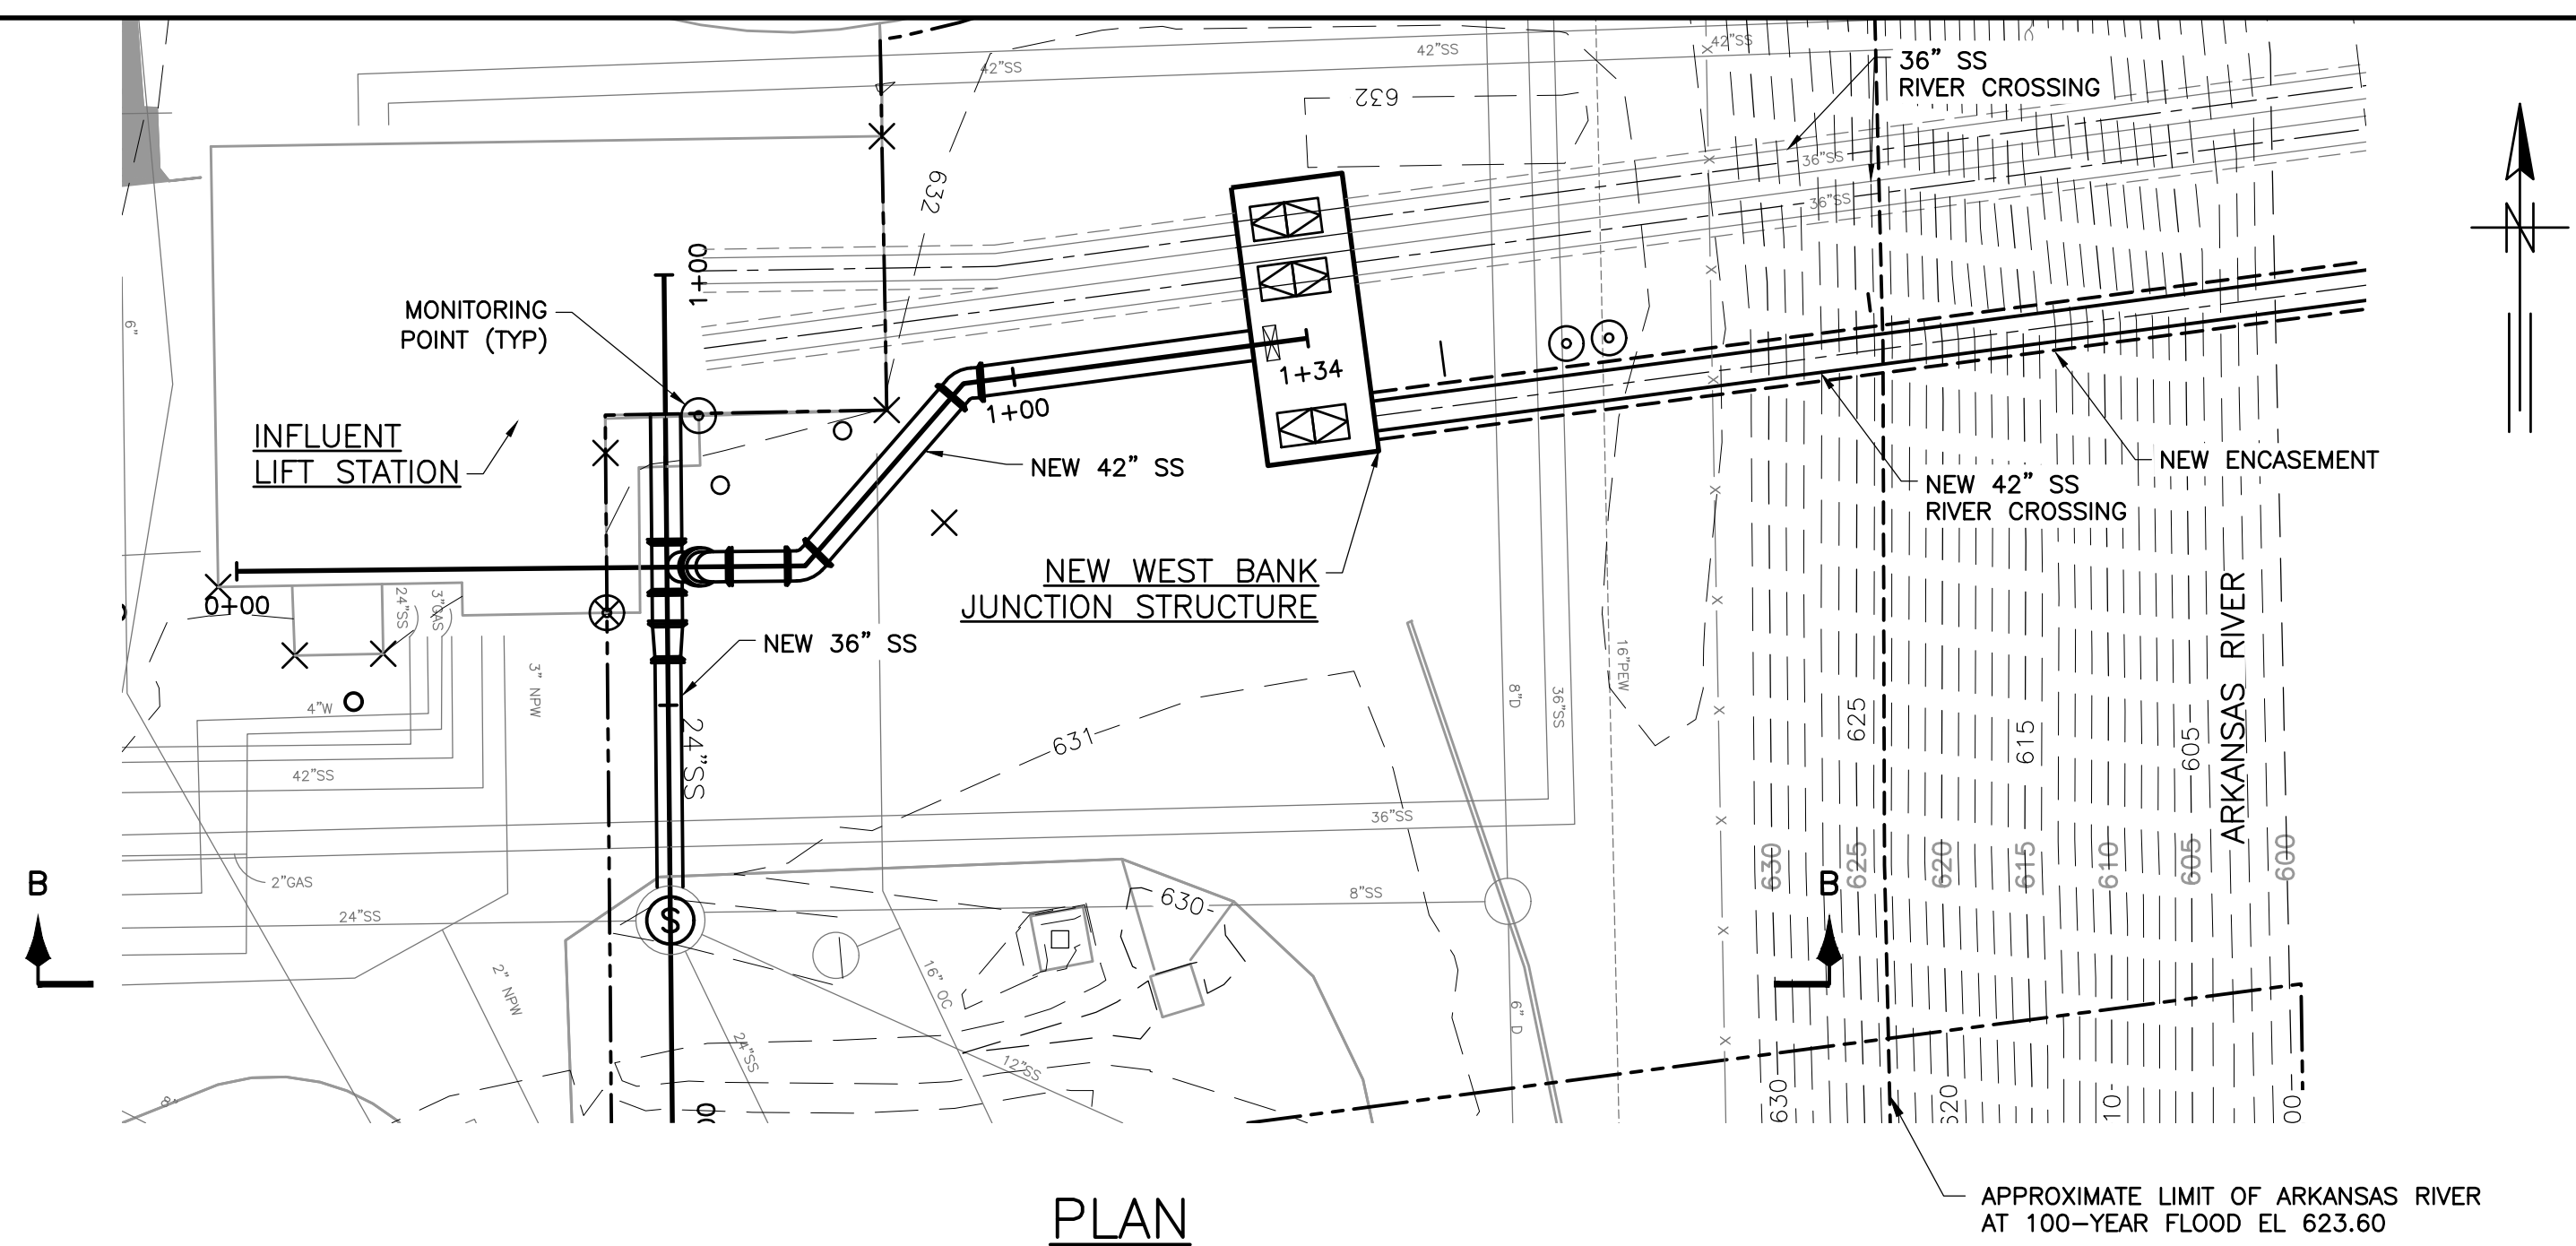 42"SS
42"SS
42"SS
36" SS
RIVER CROSSING
632
632
36"SS
36"SS
N
1+00
MONITORING
POINT (TYP)
6"
1+34
1+00
INFLUENT
LIFT STATION
NEW 42" SS
NEW ENCASEMENT
NEW 42" SS
RIVER CROSSING
NEW WEST BANK
JUNCTION STRUCTURE
0+00
24"SS
3"GAS
NEW 36" SS
3" NPW
4"W
8"D
36"SS
16"PEW
24"SS
631
625
615
605
ARKANSAS RIVER
42"SS
36"SS
630
625
620
615
610
605
600
B
2"GAS
B
24"SS
S
8"SS
630
2" NPW
16" OC
6" D
24"SS
12"SS
8"
630
620
10
00
00
APPROXIMATE LIMIT OF ARKANSAS RIVER
AT 100-YEAR FLOOD EL 623.60
PLAN